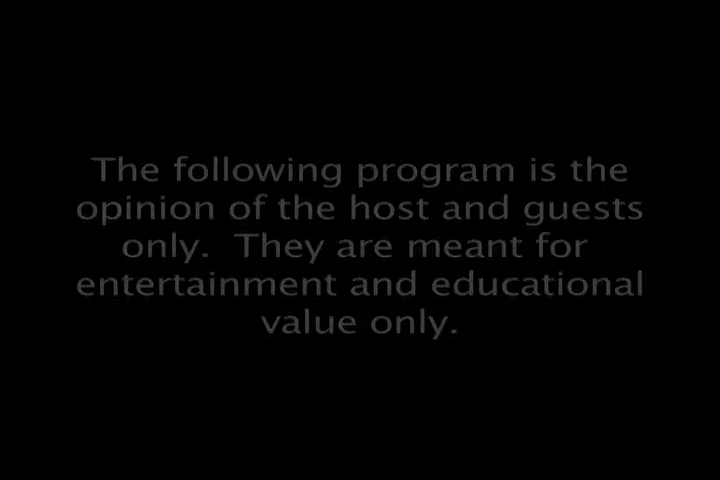 The following program is the
opinion of the host and guests
only.  They are meant for
entertainment and educational
value only.